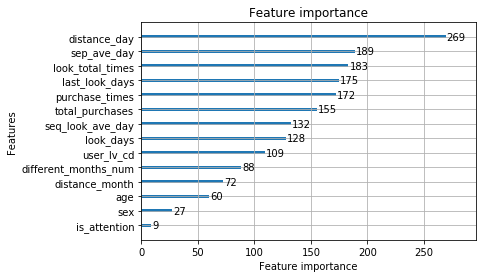 Feature importance
distance_day 269
sep_ave_day 189
look_total_times 183
last_look_days 175
purchase_times 172
total_purchases 155
seq_look_ave_day 132
look_days 128
user_lv_cd 109
different_months_num 88
distance_month 72
age 60
sex 27
is_attention 9
Features
0 50 100 150 200 250
Feature importance